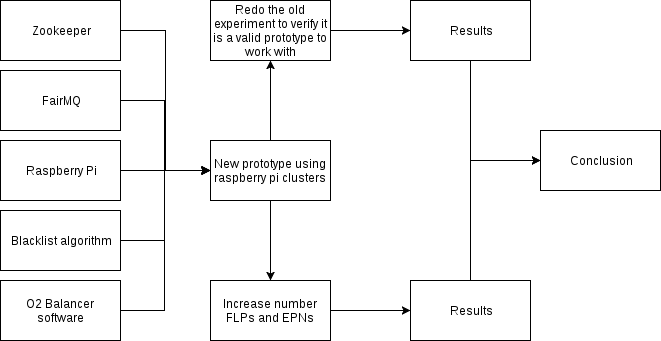 Zookeeper
FairMQ
Raspberry Pi
Blacklist algorithm
O2 Balancer
software
Redo the old
experiment to verify it
is a valid prototype to
work with
New prototype using
raspberry pi clusters
Increase number
FLPs and EPNs
Results
Results
Conclusion